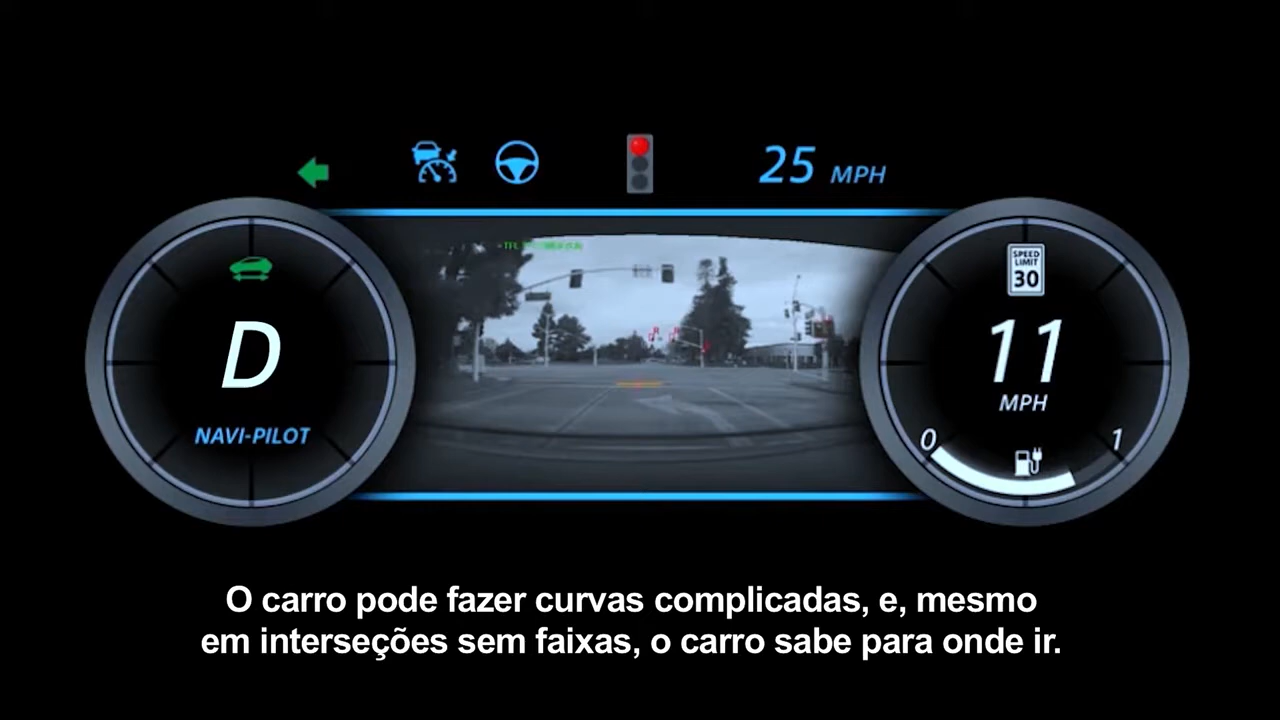 25 MPH
SPEED
LIMIT
30
D
11
MPH
NAVI-PILOT
0
1
O carro pode fazer curvas complicadas, e, mesmo
em interseções sem faixas, o carro sabe para onde ir.